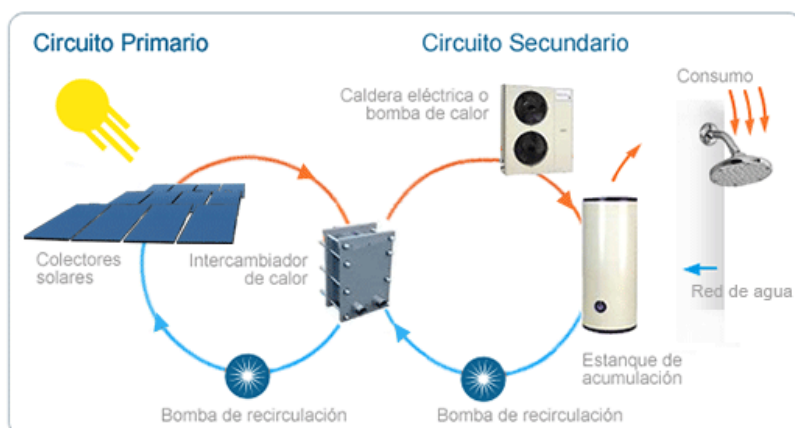 Circuito Primario
Circuito Secundario
Caldera eléctrica o
bomba de calor
Consumo
Colectores
solares
Intercambiador
de calor
Red de agua
Estanque de
acumulación
Bomba de recirculación
Bomba de recirculación